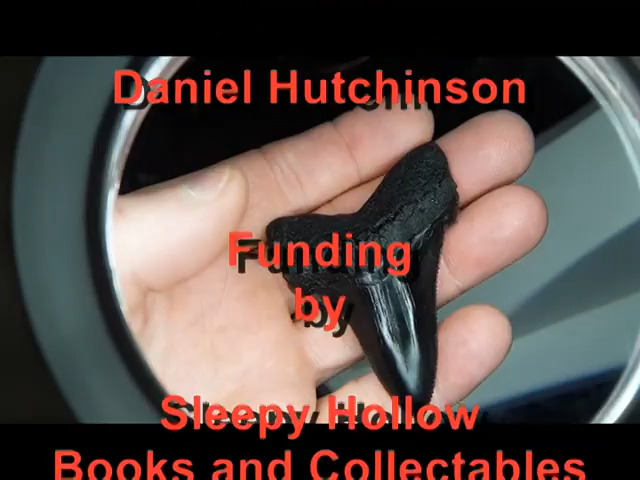 Daniel Hutchinson
Funding
by
Sleepy Hollow
Books and Collectables